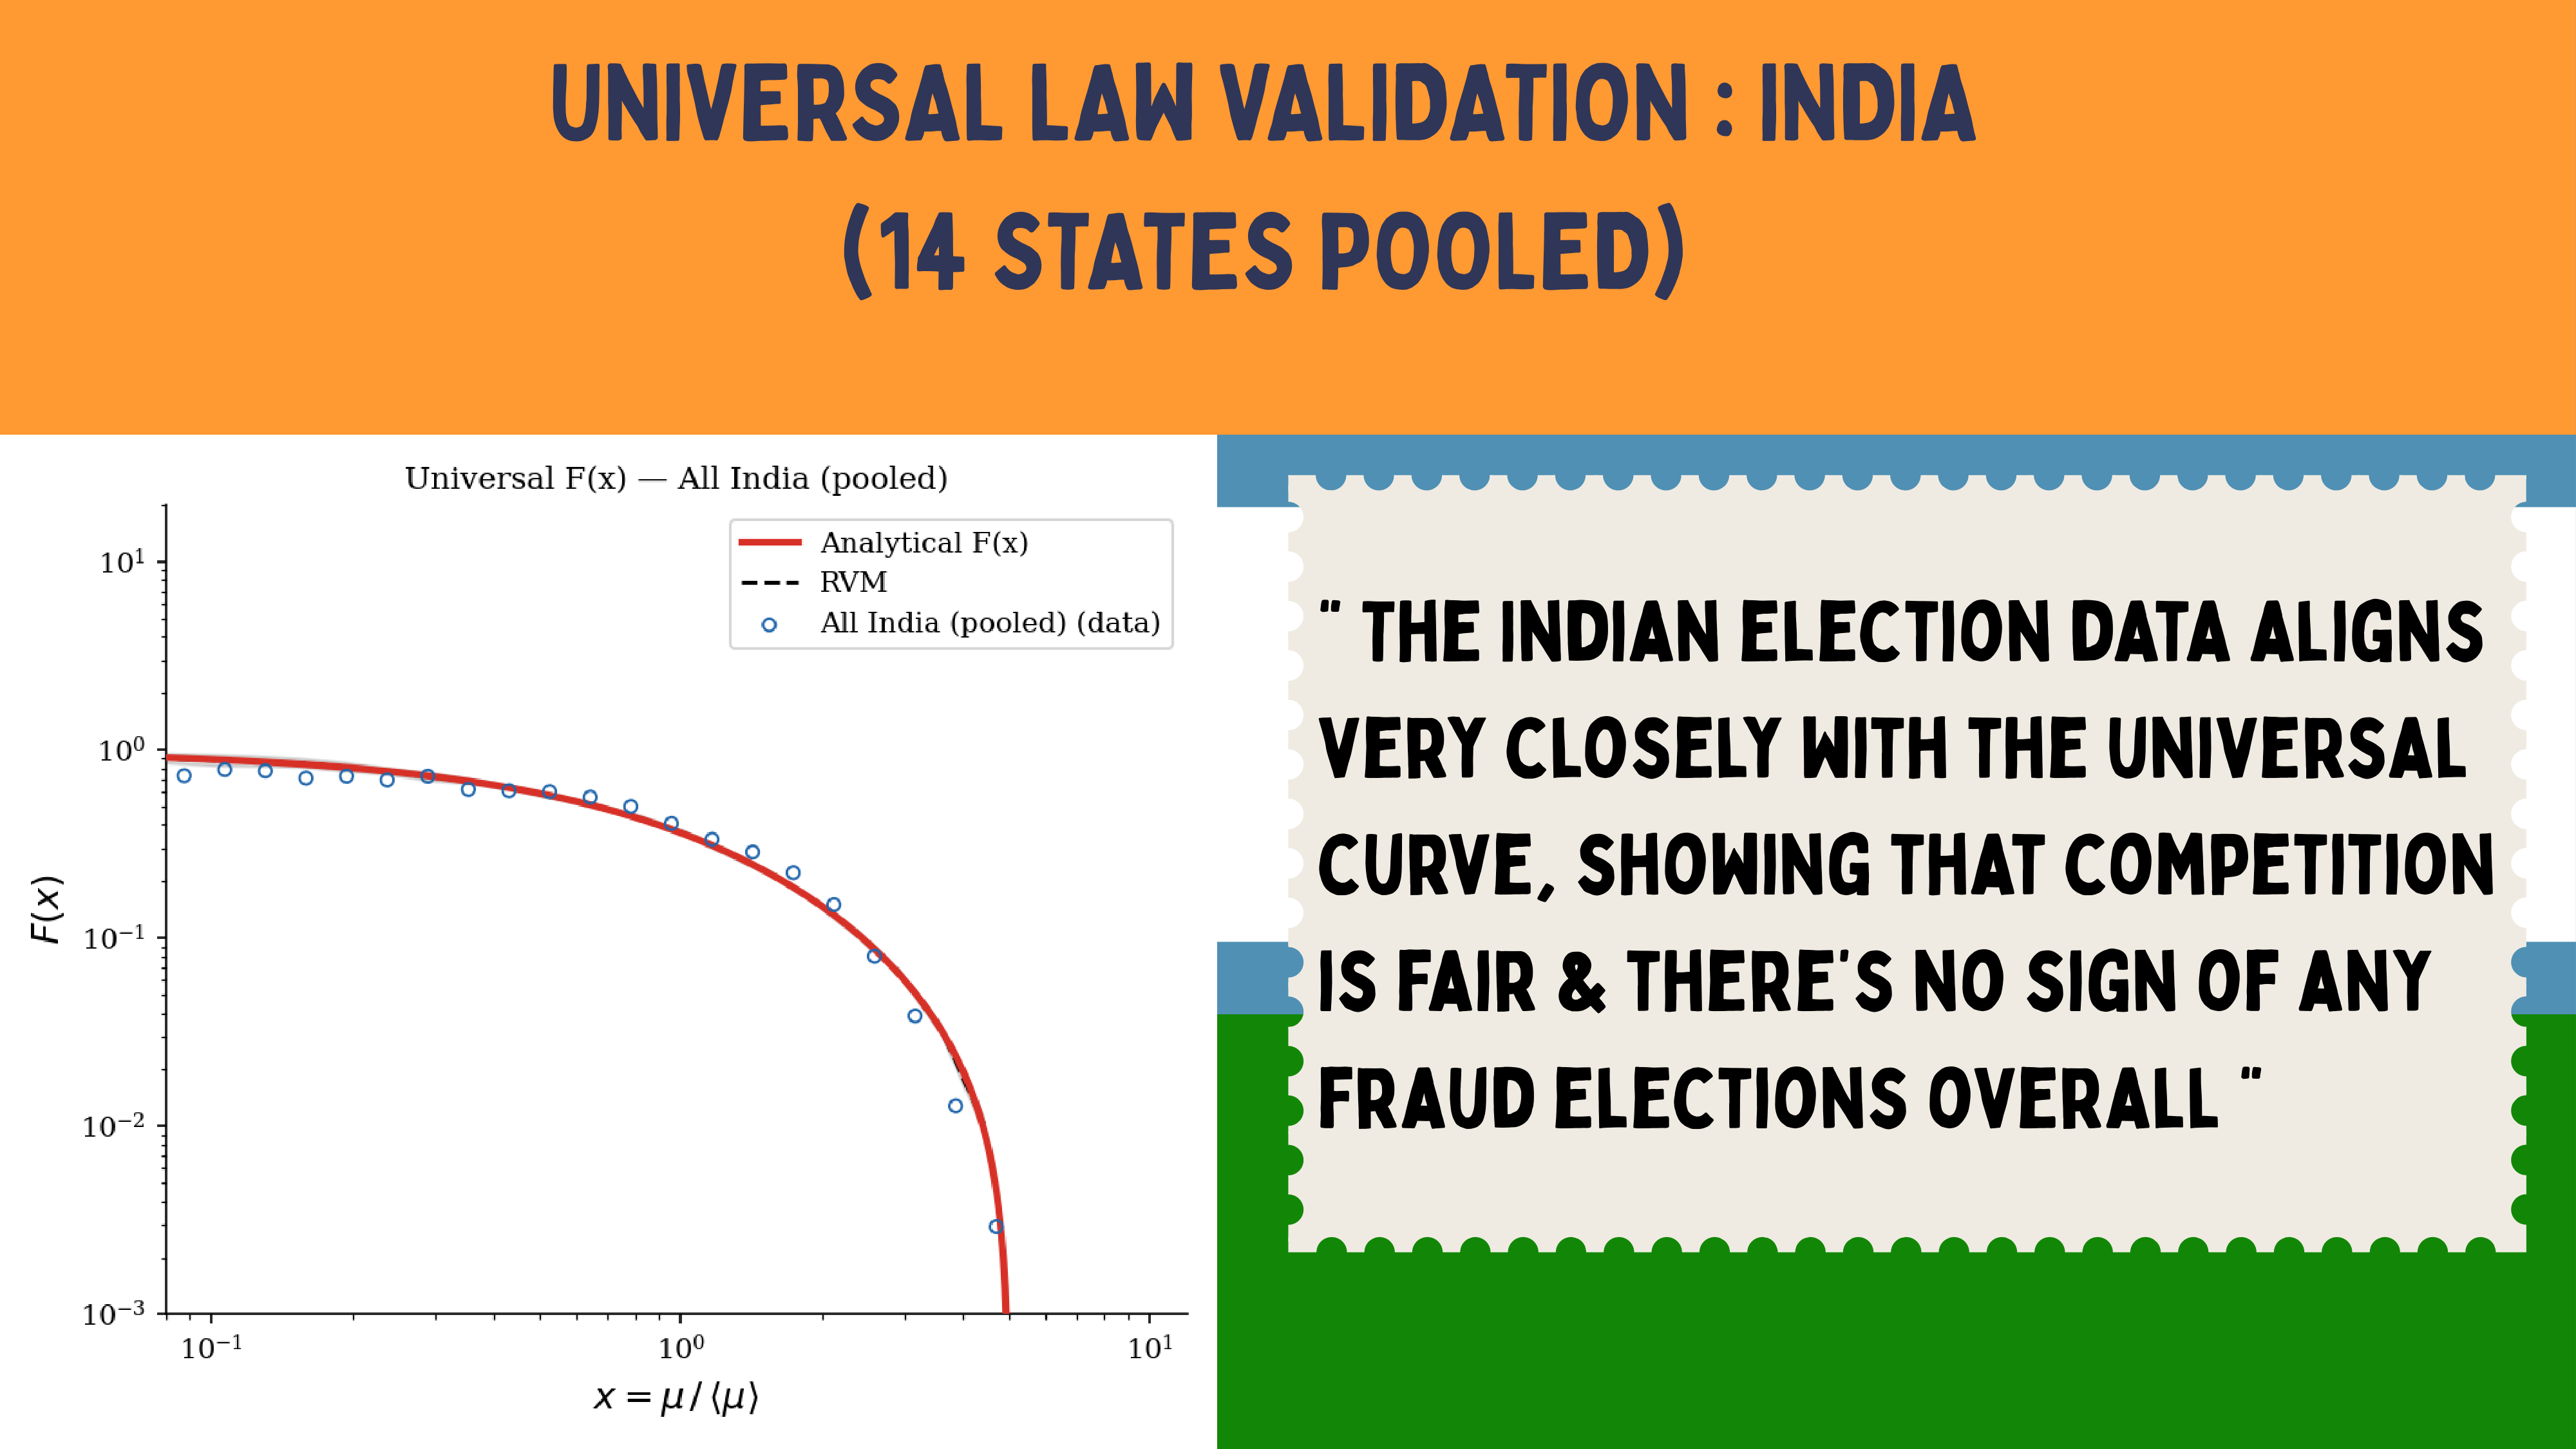 UNIVERSAL LAW VALIDATION : INDIA
(14 STATES POOLED)
Universal F(x) — All India (pooled)
Analytical F(x)
RVM
All India (pooled) (data)
10¹
10⁰
10⁻¹
10⁻²
10⁻³
F(x)
10⁻¹ 10⁰ 10¹
x = μ / ⟨μ⟩
" THE INDIAN ELECTION DATA ALIGNS
VERY CLOSELY WITH THE UNIVERSAL
CURVE, SHOWING THAT COMPETITION
IS FAIR & THERE'S NO SIGN OF ANY
FRAUD ELECTIONS OVERALL "